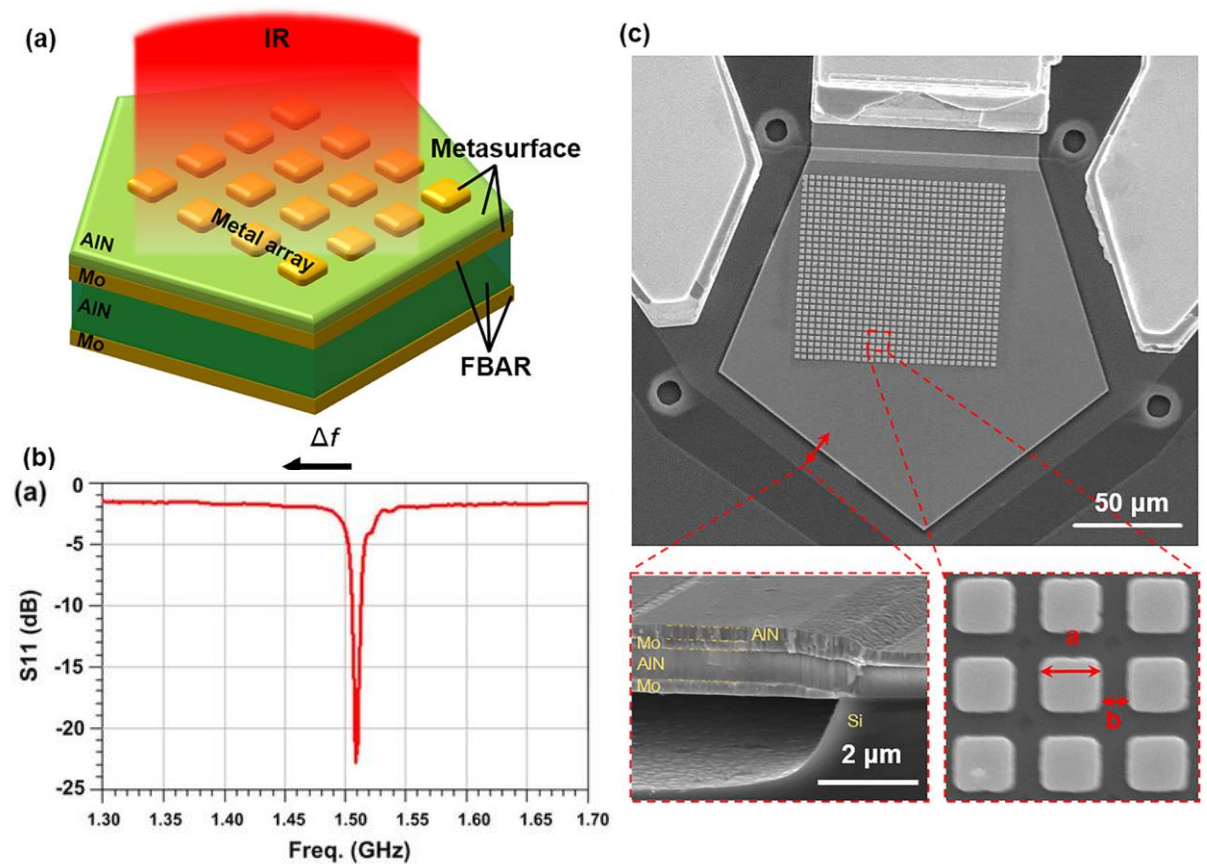 (a)
IR
Metasurface
Metal array
AlN
Mo
AlN
Mo
FBAR
Δf
(b)
(a)
0
-5
-10
-15
-20
-25
S11 (dB)
1.30 1.35 1.40 1.45 1.50 1.55 1.60 1.65 1.70
Freq. (GHz)
(c)
50 μm
AlN
Mo
AlN
Mo
Si
2 μm
a
b